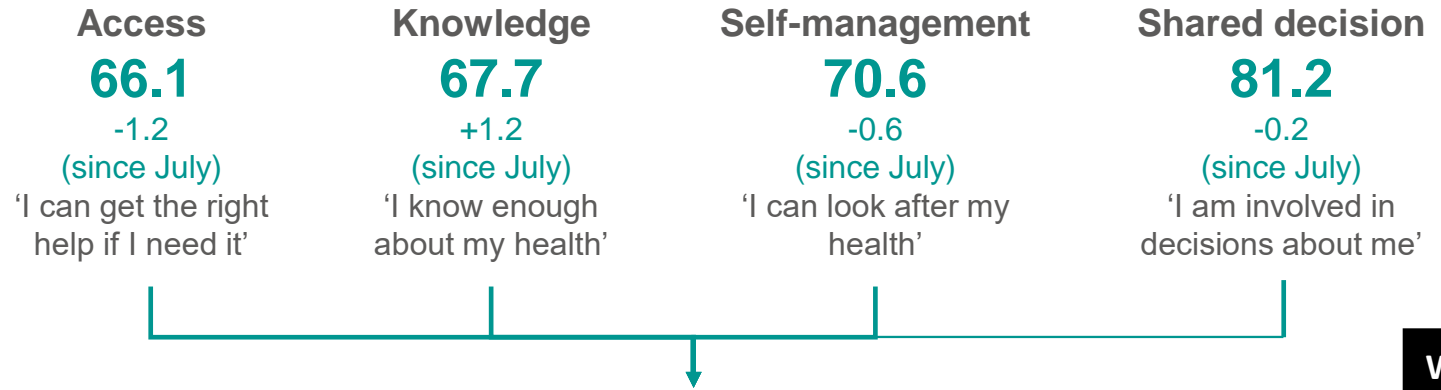 Access
66.1
-1.2
(since July)
‘I can get the right
help if I need it’
Knowledge
67.7
+1.2
(since July)
‘I know enough
about my health’
Self-management
70.6
-0.6
(since July)
‘I can look after my
health’
Shared decision
81.2
-0.2
(since July)
‘I am involved in
decisions about me’